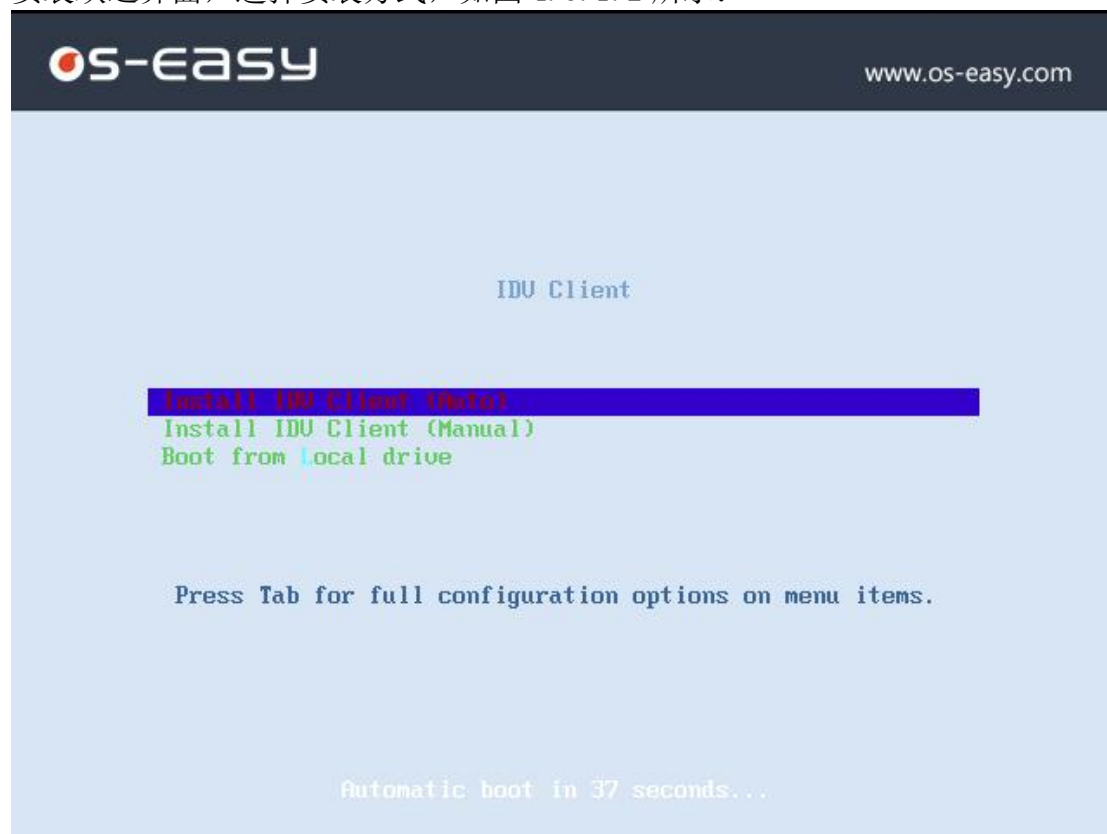 os-easy
www.os-easy.com
IDV Client
Install IDV Client (Auto)
Install IDV Client (Manual)
Boot from Local drive
Press Tab for full configuration options on menu items.
Automatic boot in 37 seconds...